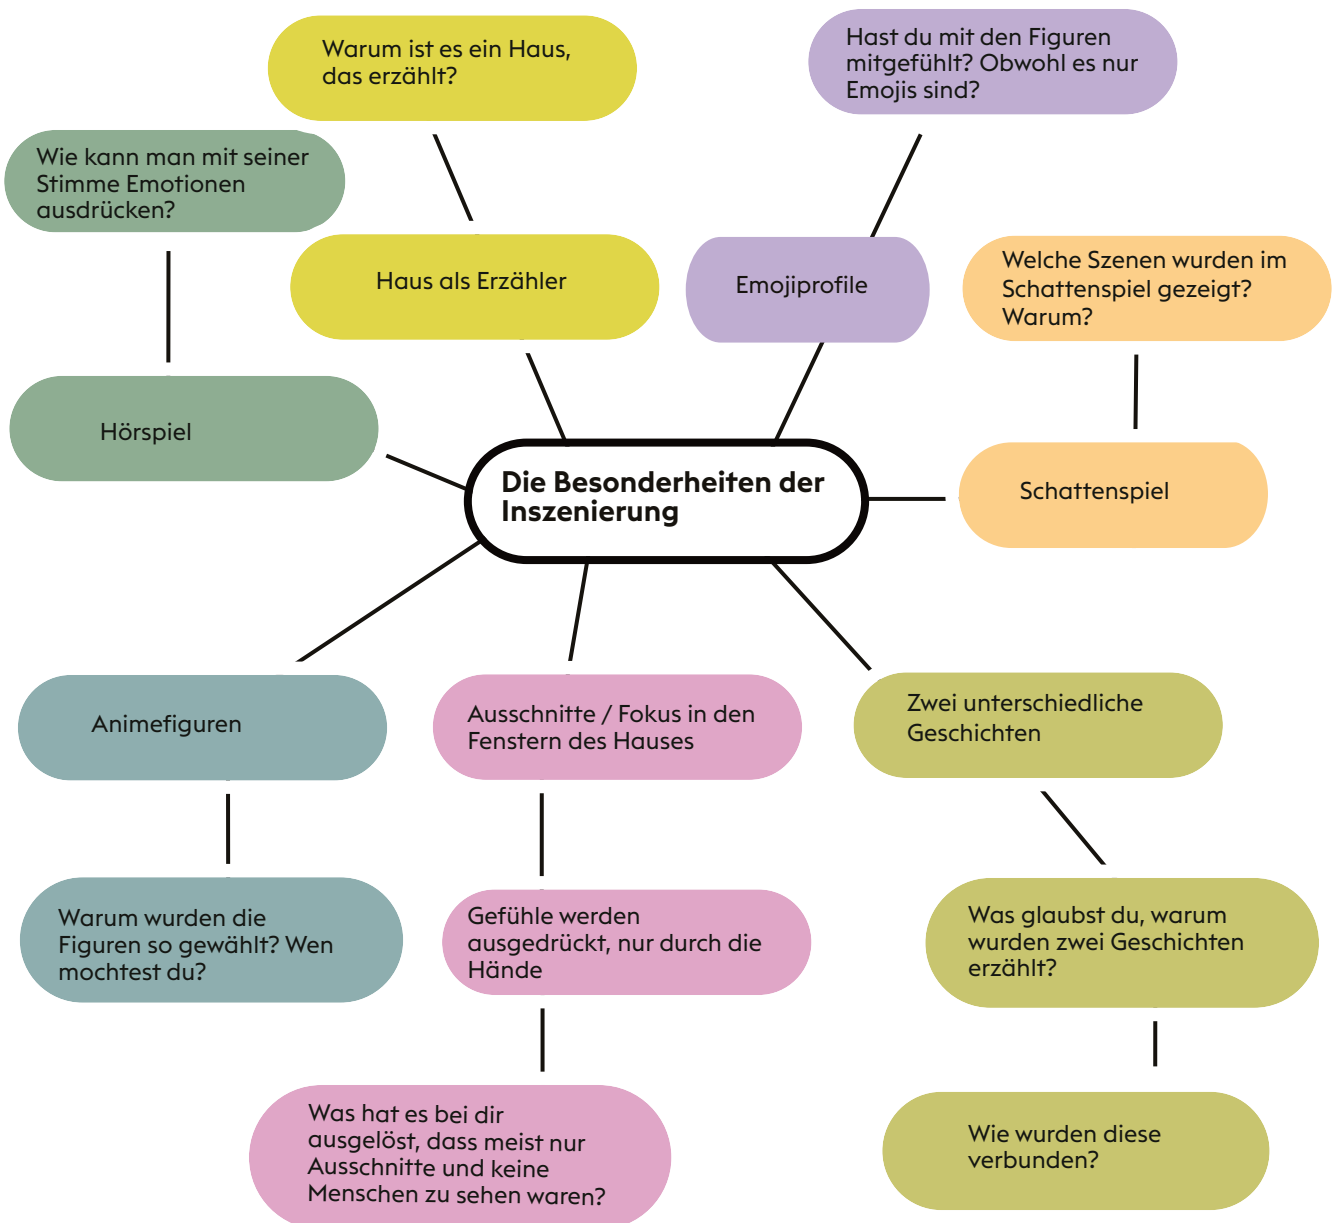 Warum ist es ein Haus,
das erzählt?
Hast du mit den Figuren
mitgefühlt? Obwohl es nur
Emojis sind?
Wie kann man mit seiner
Stimme Emotionen
ausdrücken?
Haus als Erzähler
Emojiprofile
Welche Szenen wurden im
Schattenspiel gezeigt?
Warum?
Hörspiel
Die Besonderheiten der
Inszenierung
Schattenspiel
Animefiguren
Ausschnitte / Fokus in den
Fenstern des Hauses
Zwei unterschiedliche
Geschichten
Warum wurden die
Figuren so gewählt? Wen
mochtest du?
Gefühle werden
ausgedrückt, nur durch die
Hände
Was glaubst du, warum
wurden zwei Geschichten
erzählt?
Was hat es bei dir
ausgelöst, dass meist nur
Ausschnitte und keine
Menschen zu sehen waren?
Wie wurden diese
verbunden?